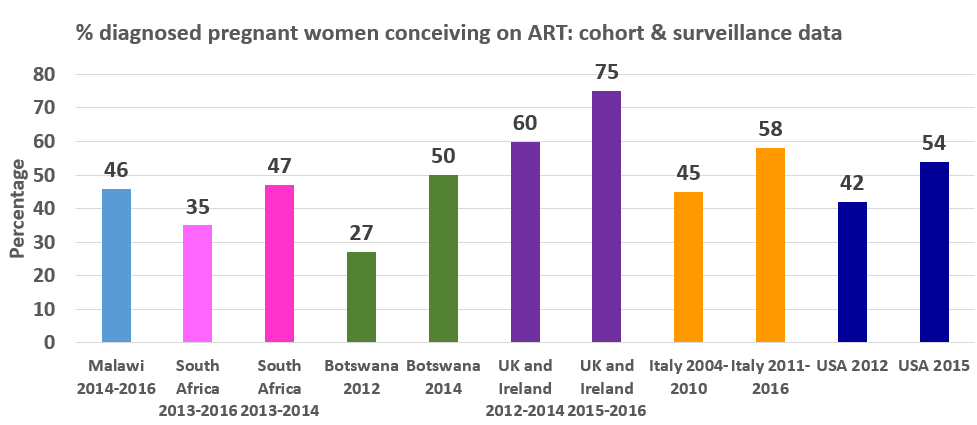 % diagnosed pregnant women conceiving on ART: cohort & surveillance data
Percentage
80
70
60
50
40
30
20
10
0
46
35
47
27
50
60
75
45
58
42
54
Malawi
2014-2016
South
Africa
2013-2016
South
Africa
2013-2014
Botswana
2012
Botswana
2014
UK and
Ireland
2012-2014
UK and
Ireland
2015-2016
Italy 2004-
2010
Italy 2011-
2016
USA 2012
USA 2015